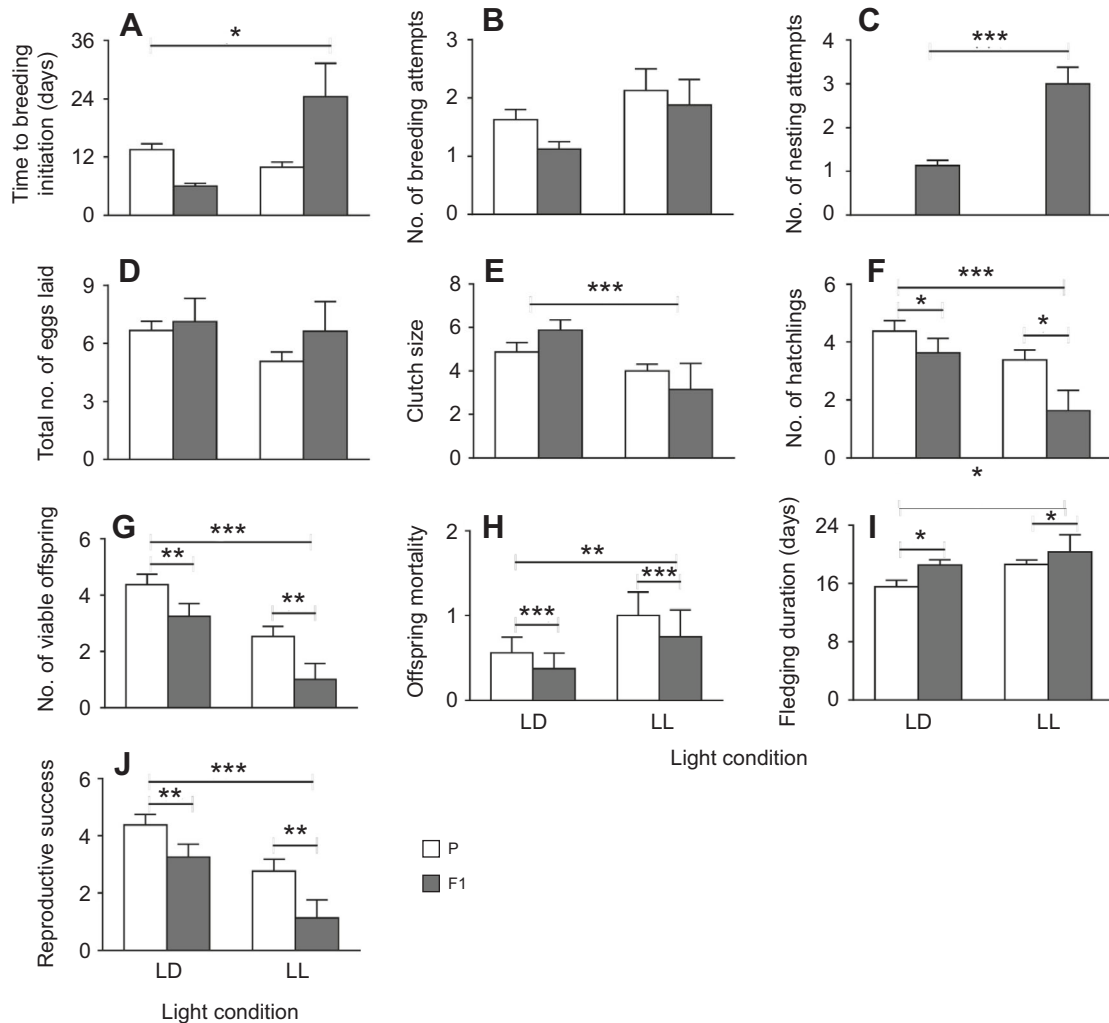 A
Time to breeding
initiation (days)
36
24
12
0
*
B
No. of breeding attempts
3
2
1
0
C
No. of nesting attempts
4
3
2
1
0
***
D
Total no. of eggs laid
9
6
3
0
E
Clutch size
8
6
4
2
0
***
F
No. of hatchlings
6
4
2
0
***
*
*
G
No. of viable offspring
6
4
2
0
***
**
**
H
Offspring mortality
2
1
0
**
***
***
LD
LL
I
Fledging duration (days)
24
16
8
0
*
*
*
LD
LL
Light condition
J
Reproductive success
6
4
2
0
***
**
**
LD
LL
Light condition
P
F1